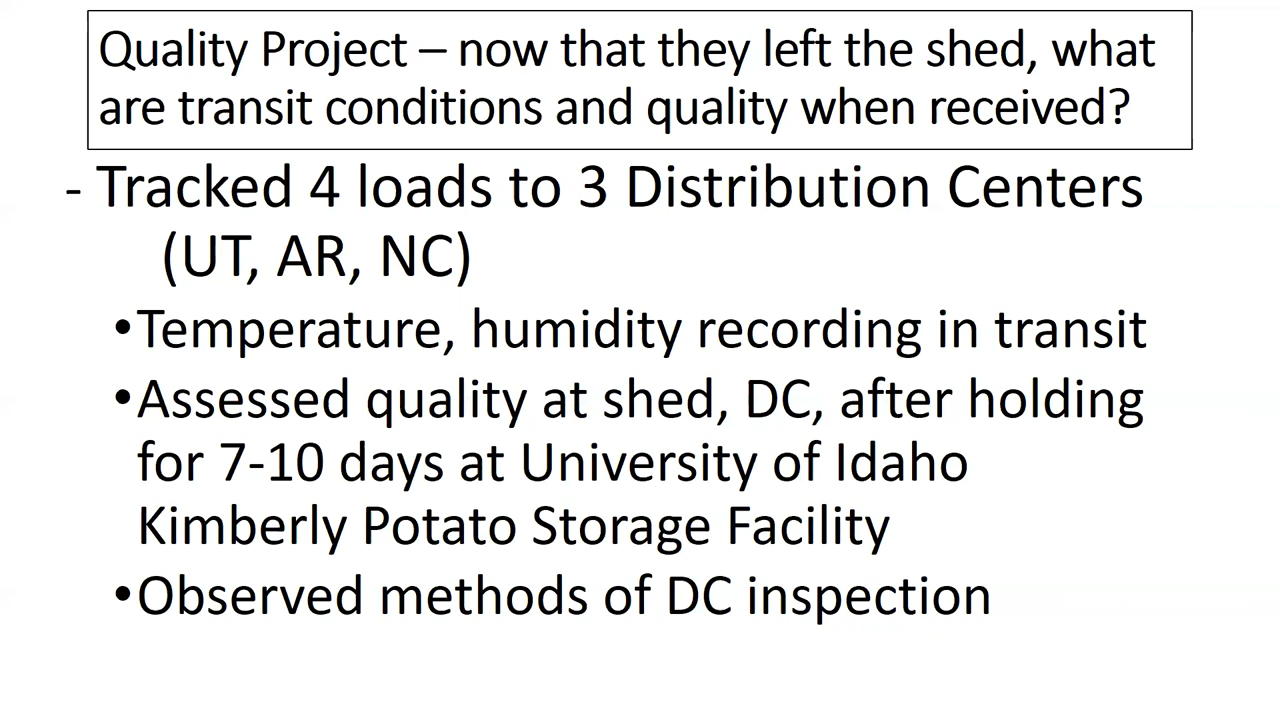 Quality Project – now that they left the shed, what
are transit conditions and quality when received?
- Tracked 4 loads to 3 Distribution Centers
(UT, AR, NC)
•Temperature, humidity recording in transit
•Assessed quality at shed, DC, after holding
for 7-10 days at University of Idaho
Kimberly Potato Storage Facility
•Observed methods of DC inspection